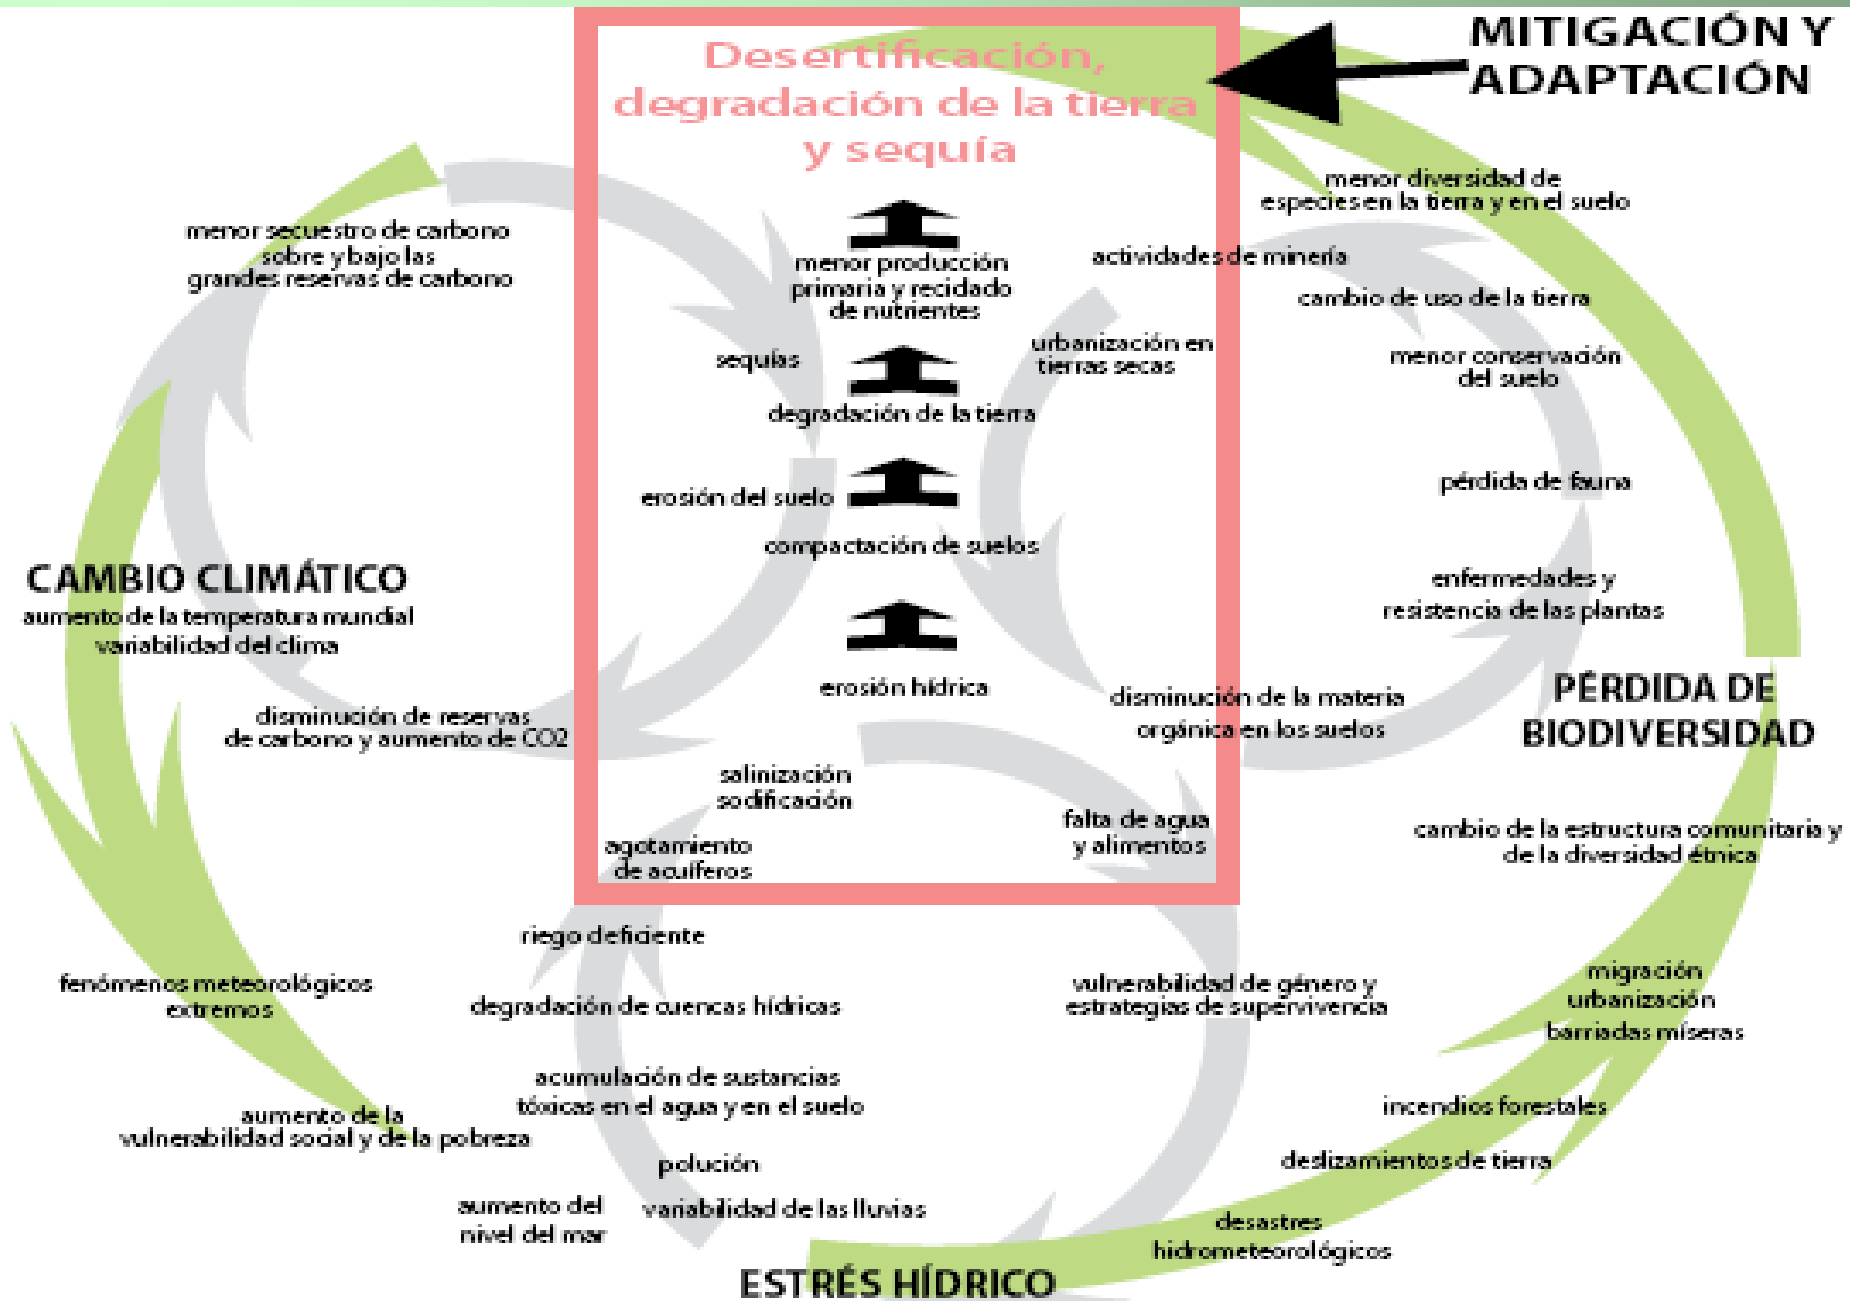 MITIGACIÓN Y
ADAPTACIÓN
Desertificación,
degradación de la tierra
y sequía
menor diversidad de
especies en la tierra y en el suelo
menor secuestro de carbono
sobre y bajo las
grandes reservas de carbono
menor producción
primaria y recidado
de nutrientes
actividades de minería
cambio de uso de la tierra
sequías
urbanización en
tierras secas
menor conservación
del suelo
degradación de la tierra
erosión del suelo
pérdida de fauna
compactación de suelos
CAMBIO CLIMÁTICO
aumento de la temperatura mundial
variabilidad del clima
enfermedades y
resistencia de las plantas
erosión hídrica
disminución de la materia
orgánica en los suelos
PÉRDIDA DE
BIODIVERSIDAD
disminución de reservas
de carbono y aumento de CO2
salinización
sodificación
agotamiento
de acuíferos
falta de agua
y alimentos
cambio de la estructura comunitaria y
de la diversidad étnica
riego deficiente
fenómenos meteorológicos
extremos
degradación de cuencas hídricas
vulnerabilidad de género y
estrategias de supervivencia
migración
urbanización
barriadas míseras
acumulación de sustancias
tóxicas en el agua y en el suelo
aumento de la
vulnerabilidad social y de la pobreza
incendios forestales
polución
deslizamientos de tierra
aumento del
nivel del mar
variabilidad de las lluvias
desastres
hidrometeorológicos
ESTRÉS HÍDRICO